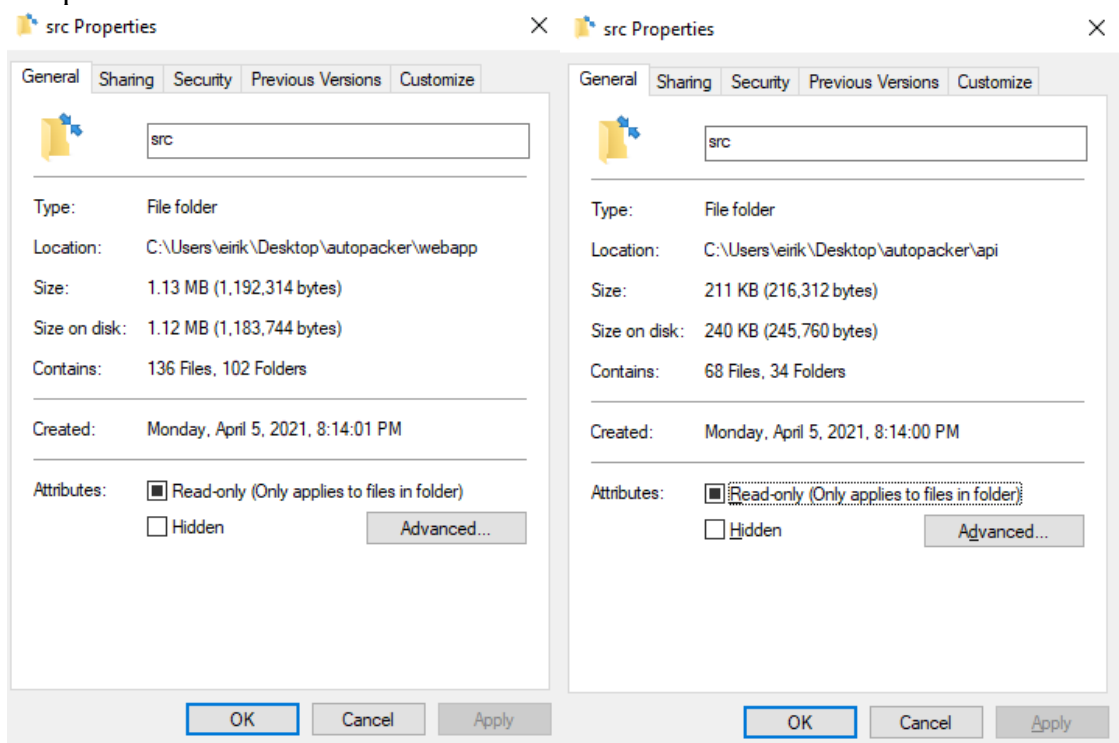 src Properties
General Sharing Security Previous Versions Customize
src
Type: File folder
Location: C:\Users\eirik\Desktop\autopacker\webapp
Size: 1.13 MB (1,192,314 bytes)
Size on disk: 1.12 MB (1,183,744 bytes)
Contains: 136 Files, 102 Folders
Created: Monday, April 5, 2021, 8:14:01 PM
Attributes: Read-only (Only applies to files in folder)
Hidden Advanced...
OK Cancel Apply
src Properties
General Sharing Security Previous Versions Customize
src
Type: File folder
Location: C:\Users\eirik\Desktop\autopacker\api
Size: 211 KB (216,312 bytes)
Size on disk: 240 KB (245,760 bytes)
Contains: 68 Files, 34 Folders
Created: Monday, April 5, 2021, 8:14:00 PM
Attributes: Read-only (Only applies to files in folder)
Hidden Advanced...
OK Cancel Apply